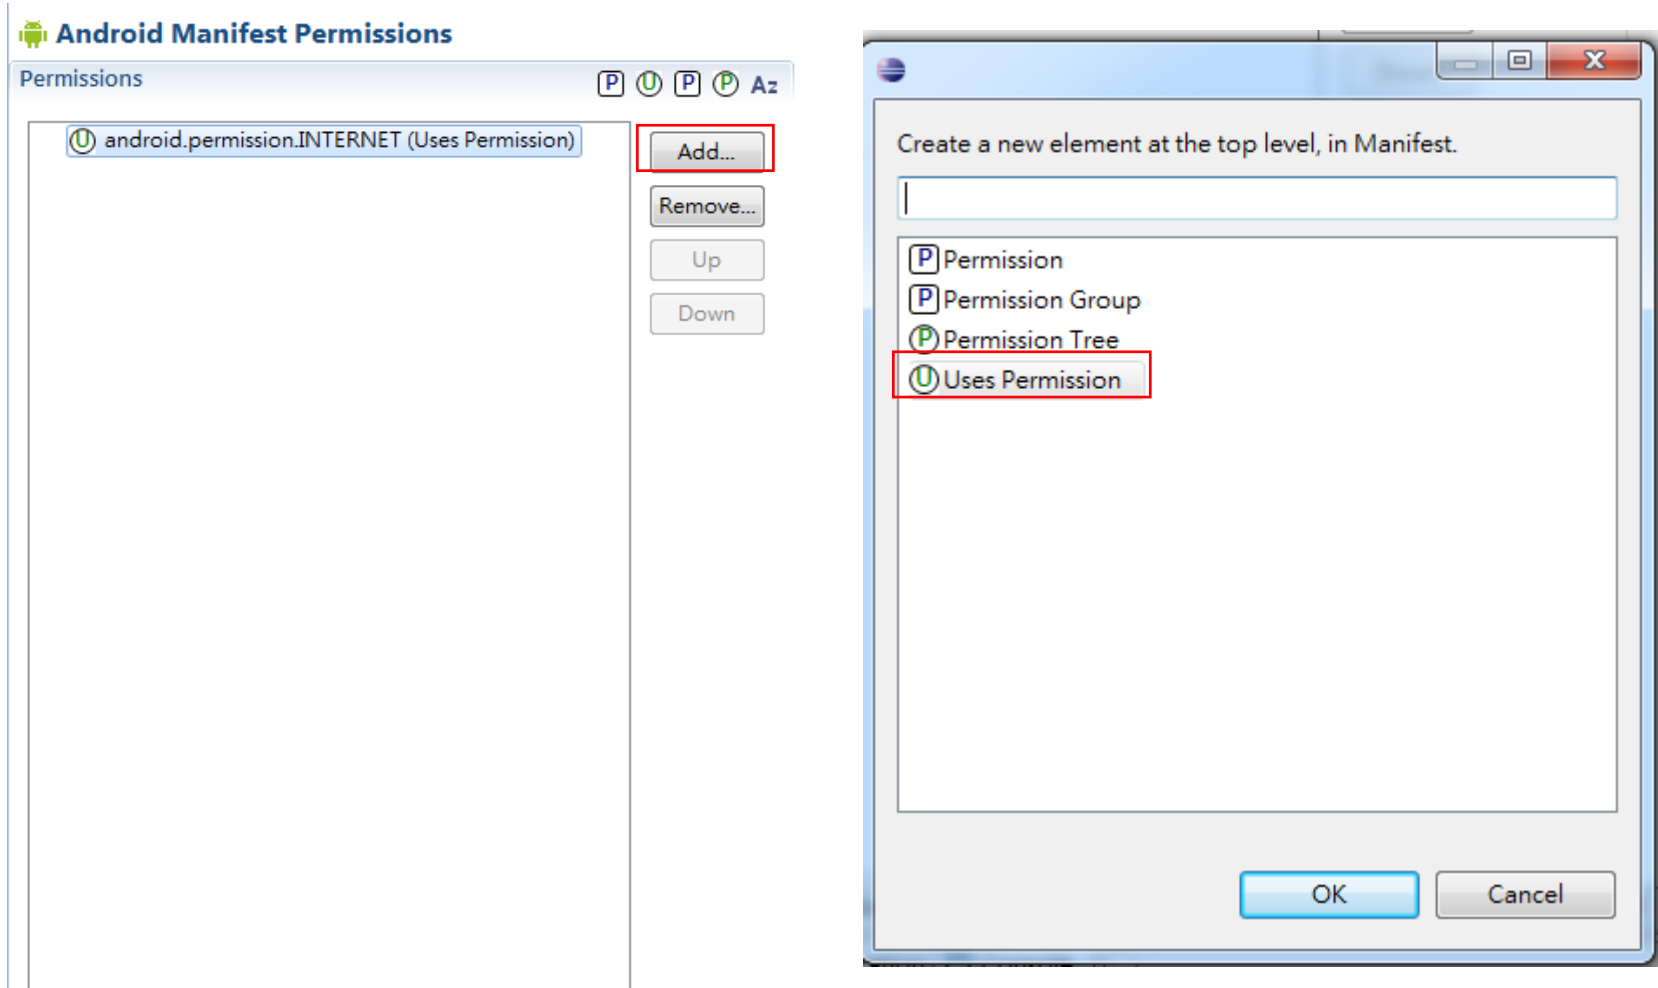 Android Manifest Permissions
Permissions
P U P P Az
U android.permission.INTERNET (Uses Permission)
Add...
Remove...
Up
Down
Create a new element at the top level, in Manifest.
P Permission
P Permission Group
P Permission Tree
U Uses Permission
OK
Cancel